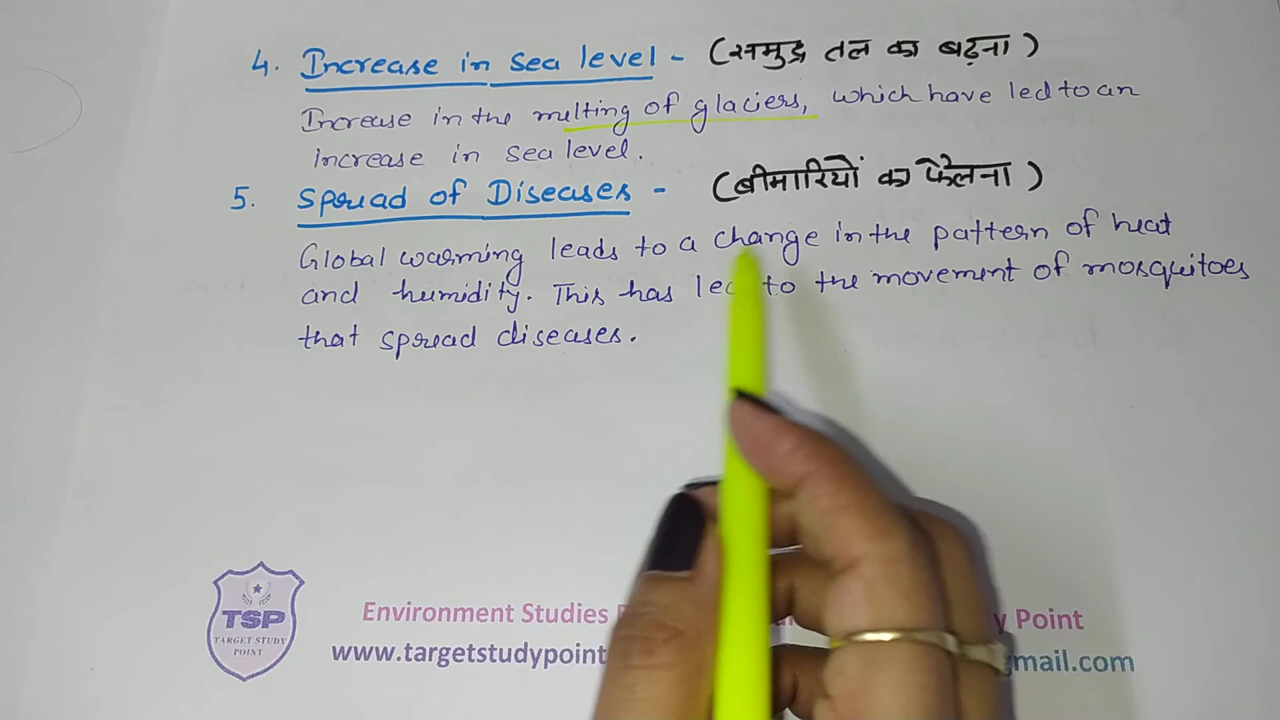 4. Increase in sea level - (समुद्र तल का बढ़ना)
Increase in the melting of glaciers, which have led to an
increase in sea level.
5. Spread of Diseases - (बीमारियों का फैलना)
Global warming leads to a change in the pattern of heat
and humidity. This has led to the movement of mosquitoes
that spread diseases.
TSP
TARGET STUDY
POINT
Environment Studies y Point
www.targetstudypoint gmail.com